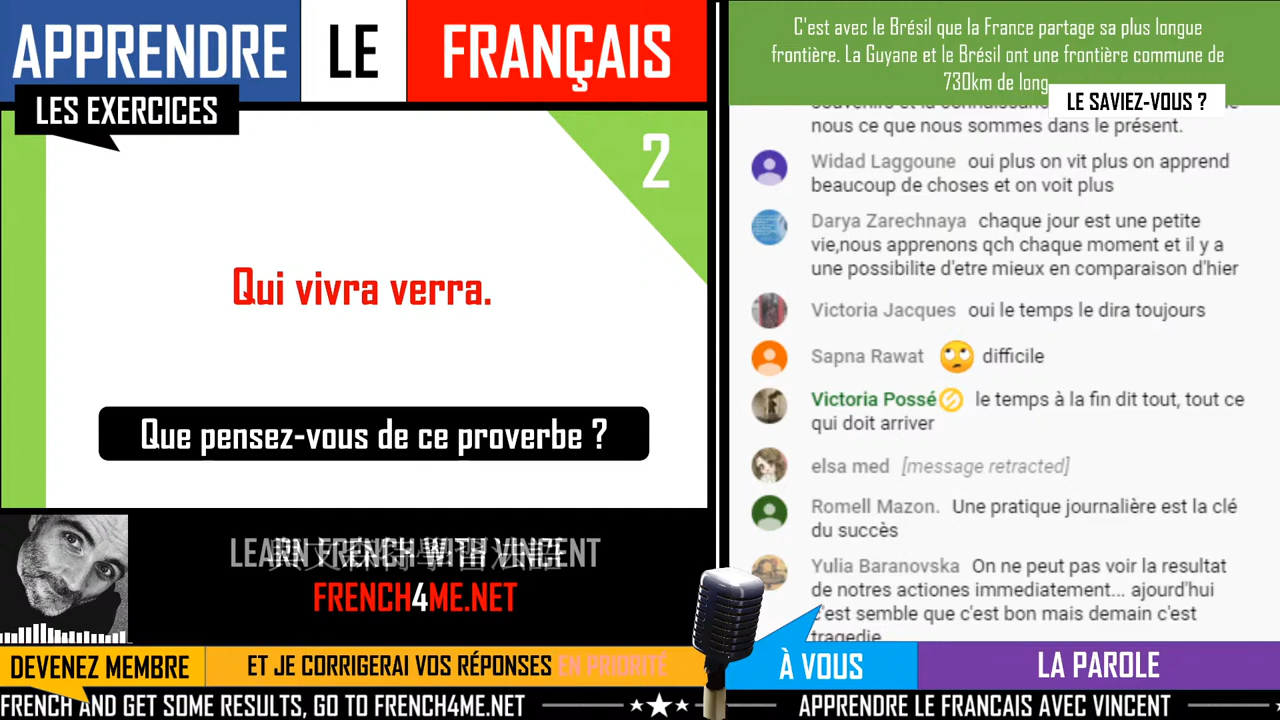 APPRENDRE LE FRANÇAIS
LES EXERCICES
2
Qui vivra verra.
Que pensez-vous de ce proverbe ?
LEARN FRENCH WITH VINCENT
FRENCH4ME.NET
DEVENEZ MEMBRE
ET JE CORRIGERAI VOS RÉPONSES EN PRIORITÉ
C'est avec le Brésil que la France partage sa plus longue
frontière. La Guyane et le Brésil ont une frontière commune de
730km de long
LE SAVIEZ-VOUS ?
nous ce que nous sommes dans le présent.
Widad Laggoune oui plus on vit plus on apprend
beaucoup de choses et on voit plus
Darya Zarechnaya chaque jour est une petite
vie,nous apprenons qch chaque moment et il y a
une possibilite d'etre mieux en comparaison d'hier
Victoria Jacques oui le temps le dira toujours
Sapna Rawat 🙄 difficile
Victoria Possé le temps à la fin dit tout, tout ce
qui doit arriver
elsa med [message retracted]
Romell Mazon. Une pratique journalière est la clé
du succès
Yulia Baranovska On ne peut pas voir la resultat
de notres actiones immediatement... ajourd'hui
c'est semble que c'est bon mais demain c'est
tragedie
À VOUS
LA PAROLE
FRENCH AND GET SOME RESULTS, GO TO FRENCH4ME.NET
APPRENDRE LE FRANCAIS AVEC VINCENT